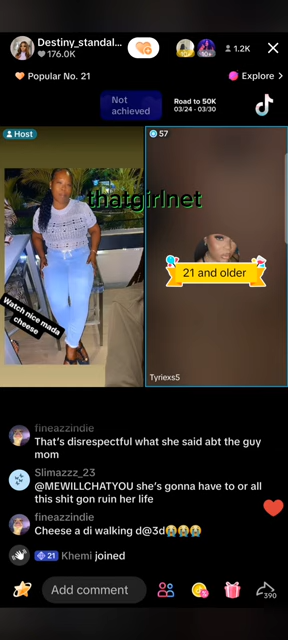 Destiny_standal...
176.0K
10+
10+
1.2K
Popular No. 21
Explore >
Not
achieved
Road to 50K
03/24 - 03/30
Host
57
thatgirlnet
21 and older
Watch nice mada
cheese
Tyriexs5
fineazzindie
That's disrespectful what she said abt the guy
mom
Slimazzz_23
@MEWILLCHATYOU she's gonna have to or all
this shit gon ruin her life
fineazzindie
Cheese a di walking d@3d😭😭😭
21 Khemi joined
Add comment
390